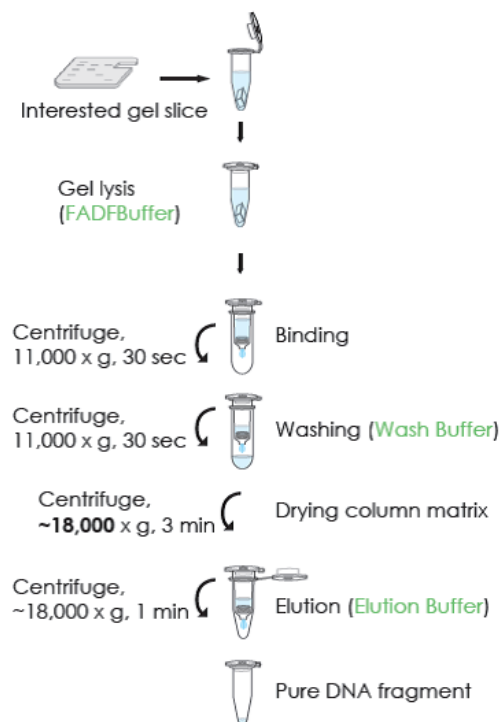 Interested gel slice
Gel lysis
(FADFBuffer)
Centrifuge,
11,000 x g, 30 sec
Binding
Centrifuge,
11,000 x g, 30 sec
Washing (Wash Buffer)
Centrifuge,
~18,000 x g, 3 min
Drying column matrix
Centrifuge,
~18,000 x g, 1 min
Elution (Elution Buffer)
Pure DNA fragment